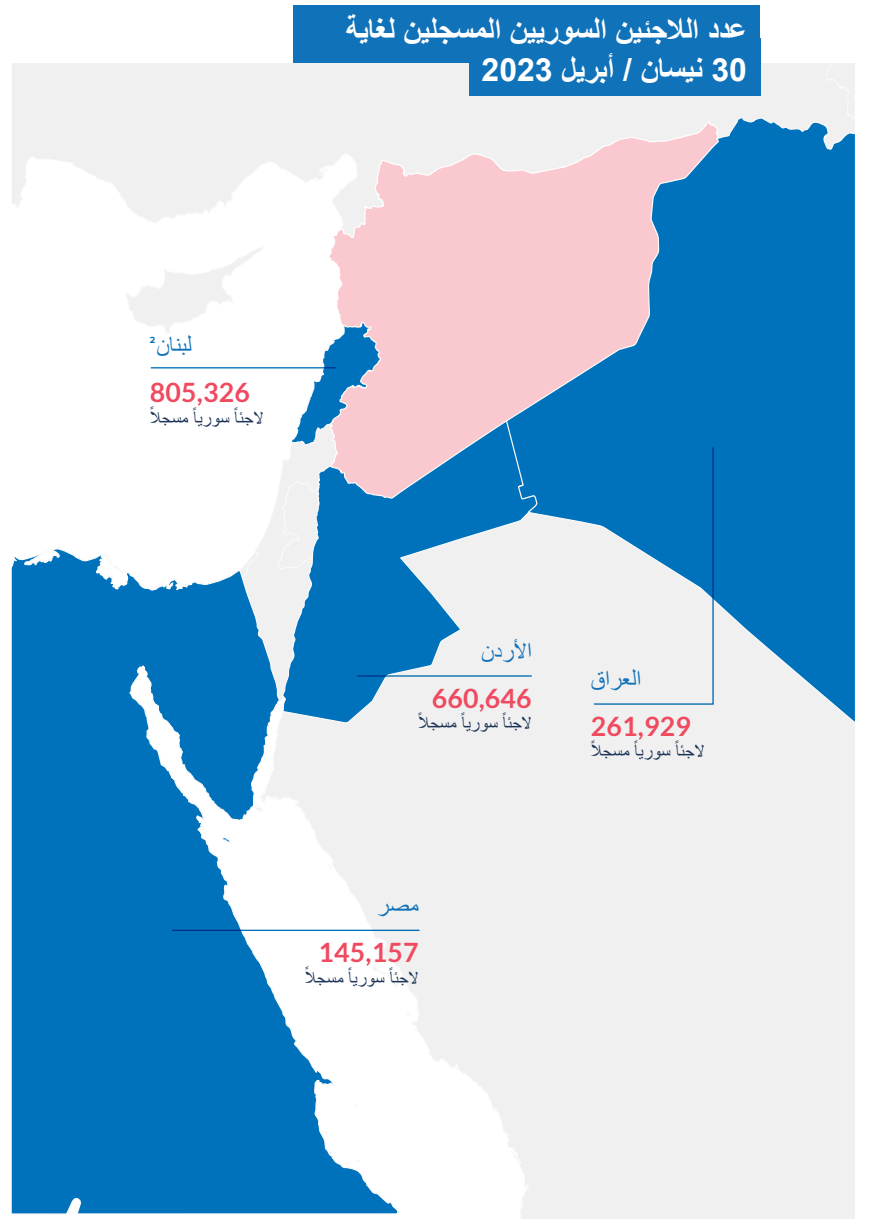 عدد اللاجئين السوريين المسجلين لغاية
30 نيسان / أبريل 2023
لبنان²
805,326
لاجئاً سورياً مسجلاً
الأردن
660,646
لاجئاً سورياً مسجلاً
العراق
261,929
لاجئاً سورياً مسجلاً
مصر
145,157
لاجئاً سورياً مسجلاً